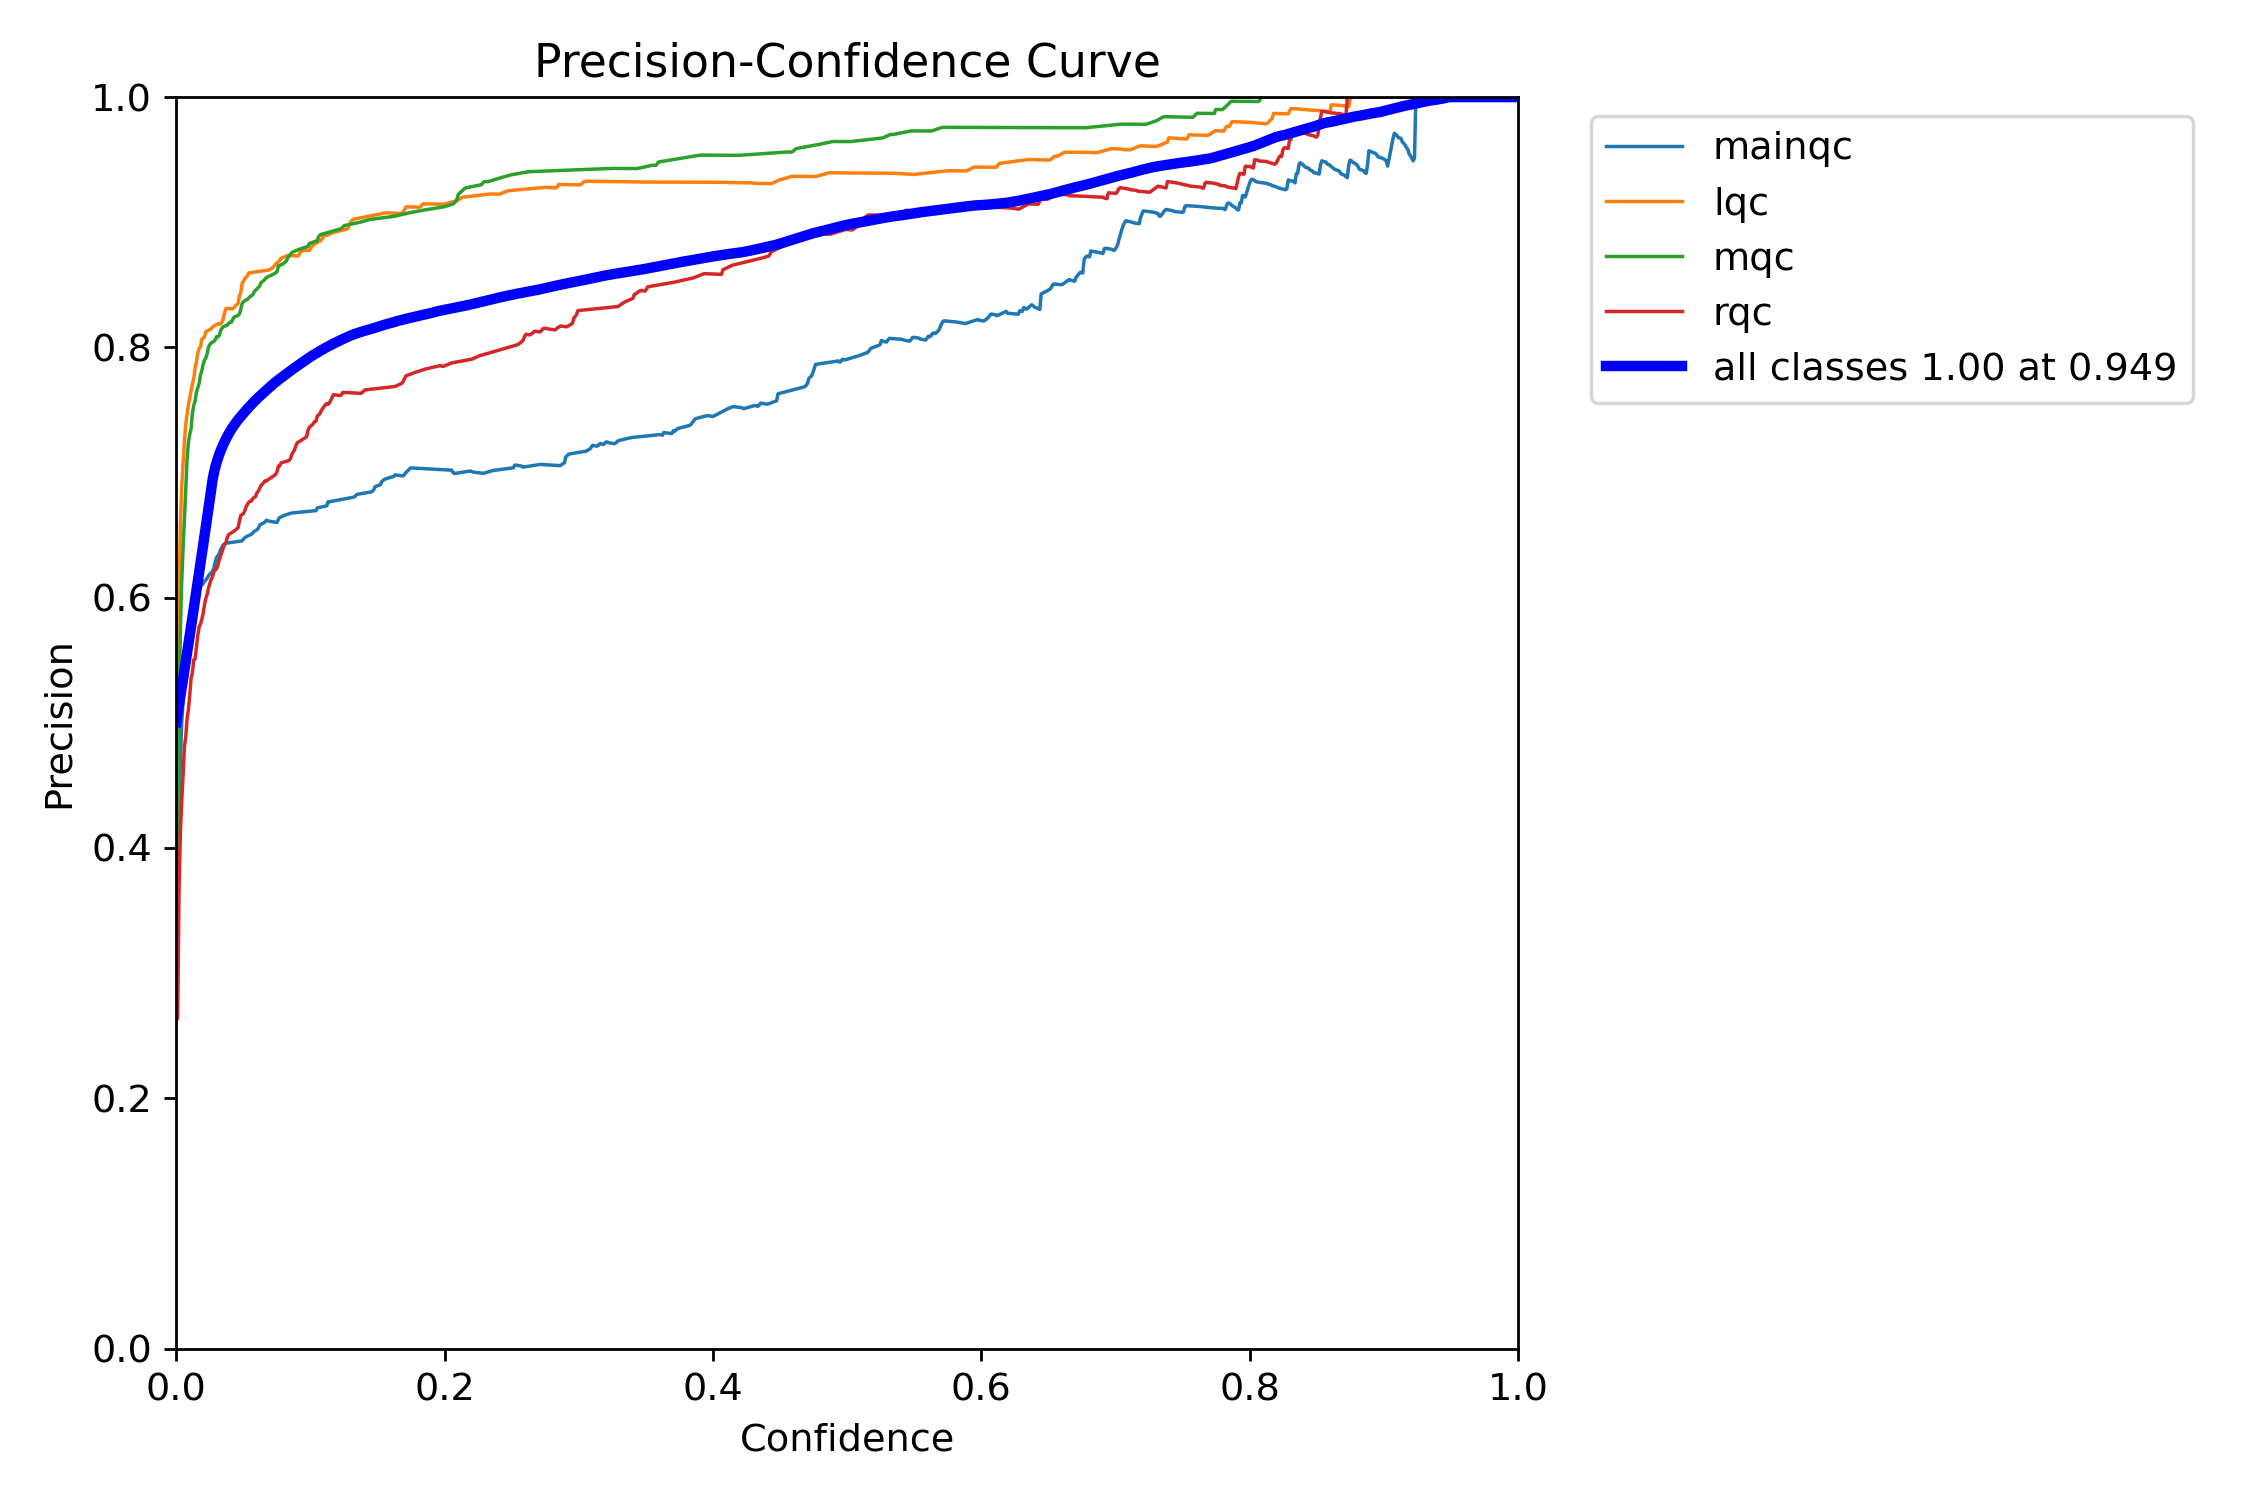 Precision-Confidence Curve
1.0
0.8
0.6
0.4
0.2
0.0
Precision
0.0 0.2 0.4 0.6 0.8 1.0
Confidence
mainqc
lqc
mqc
rqc
all classes 1.00 at 0.949